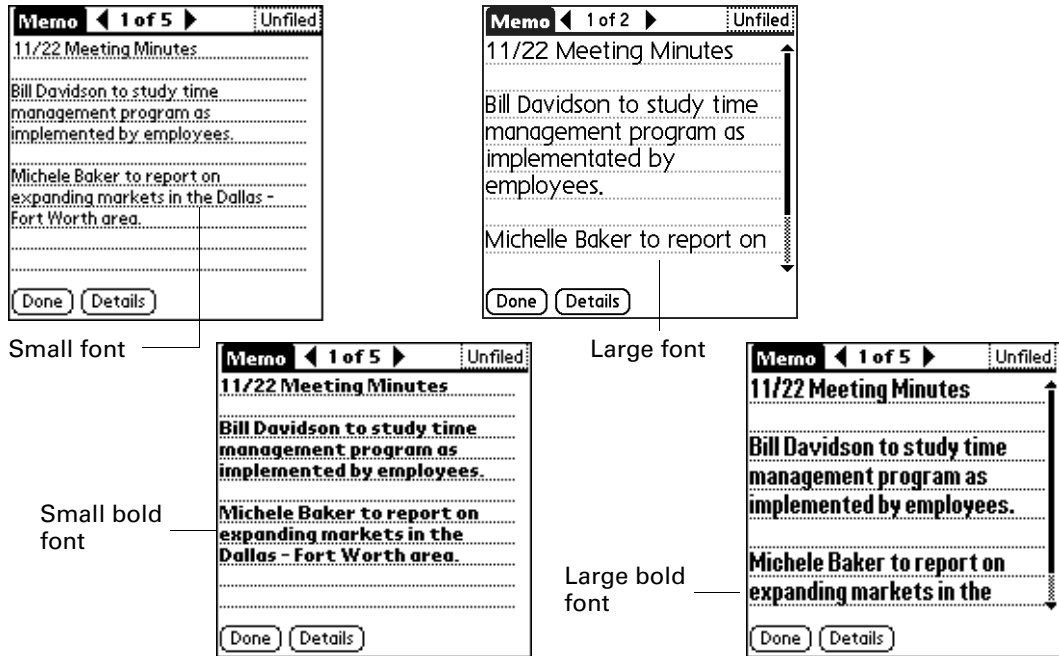 Memo 1 of 5 Unfiled
11/22 Meeting Minutes
Bill Davidson to study time
management program as
implemented by employees.
Michele Baker to report on
expanding markets in the Dallas -
Fort Worth area.
Done Details
Small font
Memo 1 of 2 Unfiled
11/22 Meeting Minutes
Bill Davidson to study time
management program as
implementated by
employees.
Michelle Baker to report on
Done Details
Large font
Memo 1 of 5 Unfiled
11/22 Meeting Minutes
Bill Davidson to study time
management program as
implemented by employees.
Michele Baker to report on
expanding markets in the
Dallas - Fort Worth area.
Done Details
Small bold
font
Memo 1 of 5 Unfiled
11/22 Meeting Minutes
Bill Davidson to study time
management program as
implemented by employees.
Michele Baker to report on
expanding markets in the
Done Details
Large bold
font